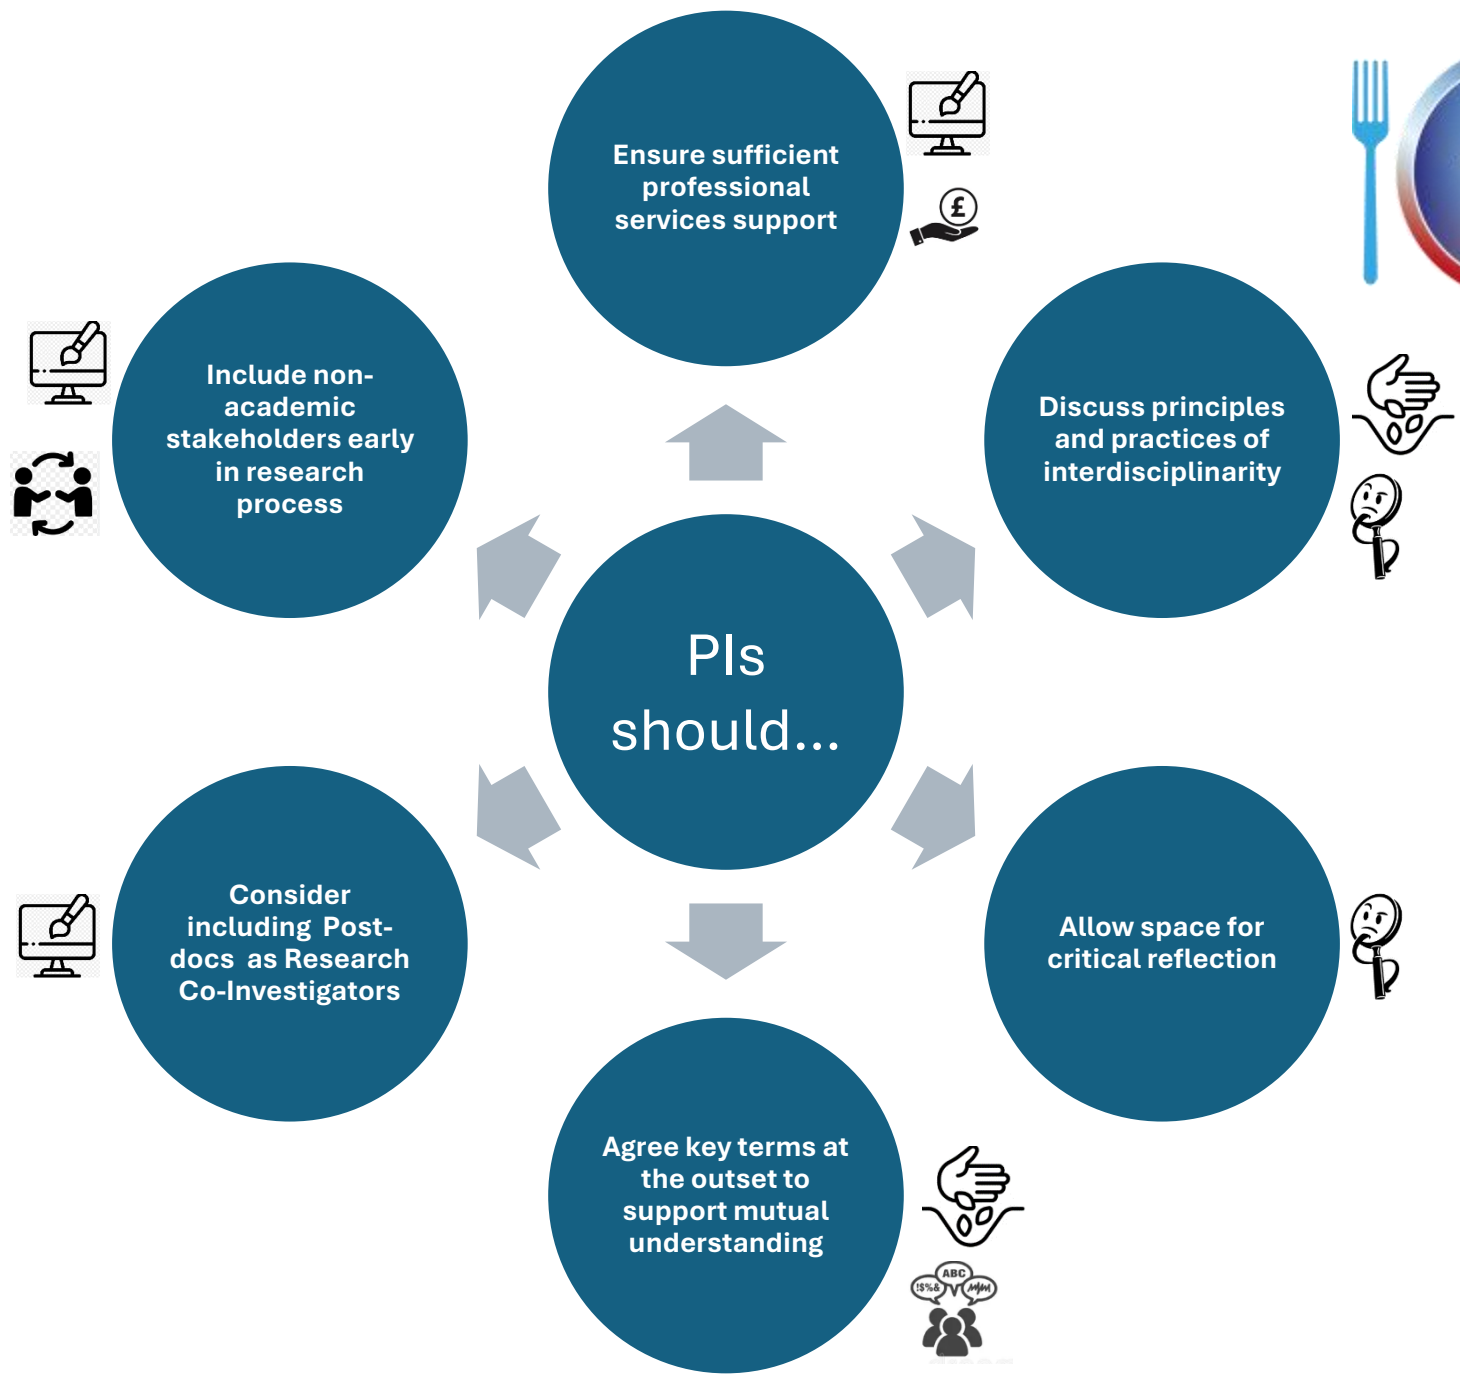 Ensure sufficient
professional
services support
£
Include non-
academic
stakeholders early
in research
process
Discuss principles
and practices of
interdisciplinarity
PIs
should...
Consider
including  Post-
docs  as Research
Co-Investigators
Allow space for
critical reflection
Agree key terms at
the outset to
support mutual
understanding
ABC
!$%&